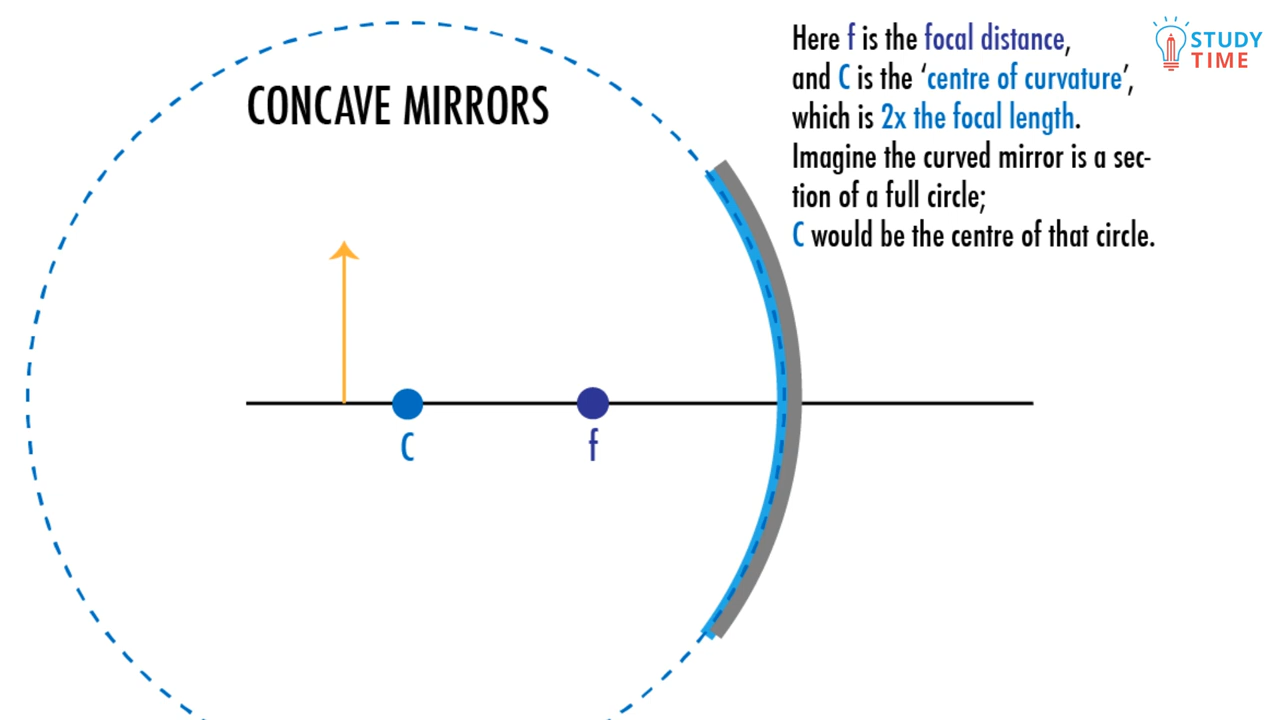 CONCAVE MIRRORS
Here f is the focal distance,
and C is the ‘centre of curvature’,
which is 2x the focal length.
Imagine the curved mirror is a sec-
tion of a full circle;
C would be the centre of that circle.
STUDY
TIME
C
f